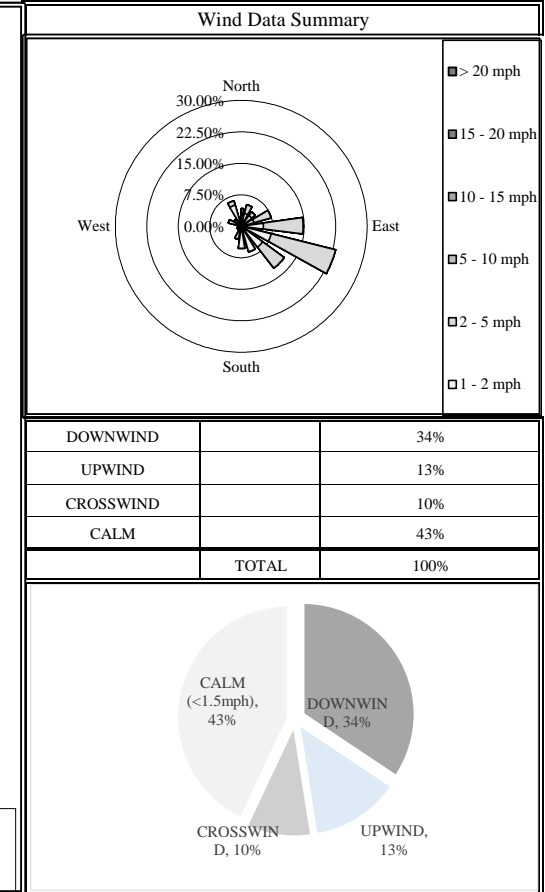 Wind Data Summary
North
30.00%
22.50%
15.00%
7.50%
0.00%
West
East
South
> 20 mph
15 - 20 mph
10 - 15 mph
5 - 10 mph
2 - 5 mph
1 - 2 mph
DOWNWIND 34%
UPWIND 13%
CROSSWIND 10%
CALM 43%
TOTAL 100%
CALM
(<1.5mph),
43%
DOWNWIN
D, 34%
CROSSWIN
D, 10%
UPWIND,
13%